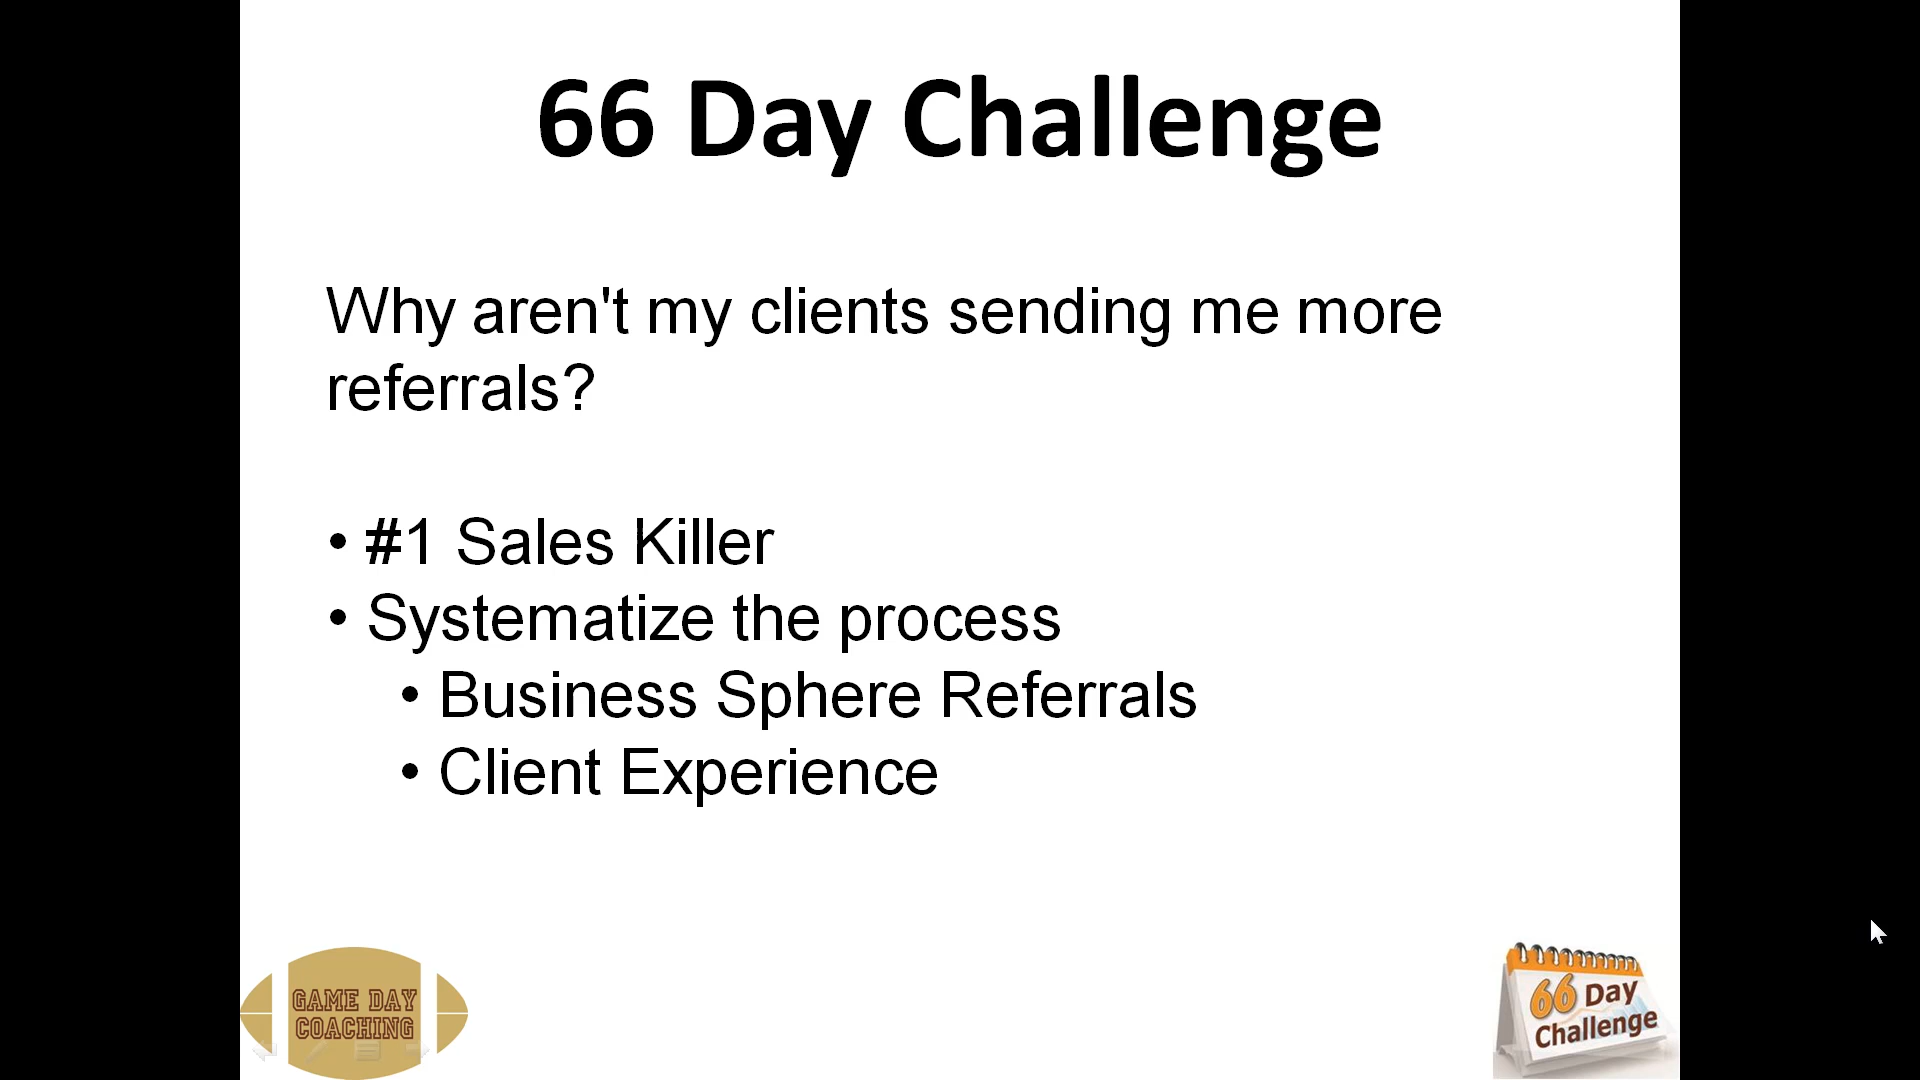 66 Day Challenge
Why aren't my clients sending me more
referrals?
• #1 Sales Killer
• Systematize the process
• Business Sphere Referrals
• Client Experience
GAME DAY
COACHING
66 Day
Challenge